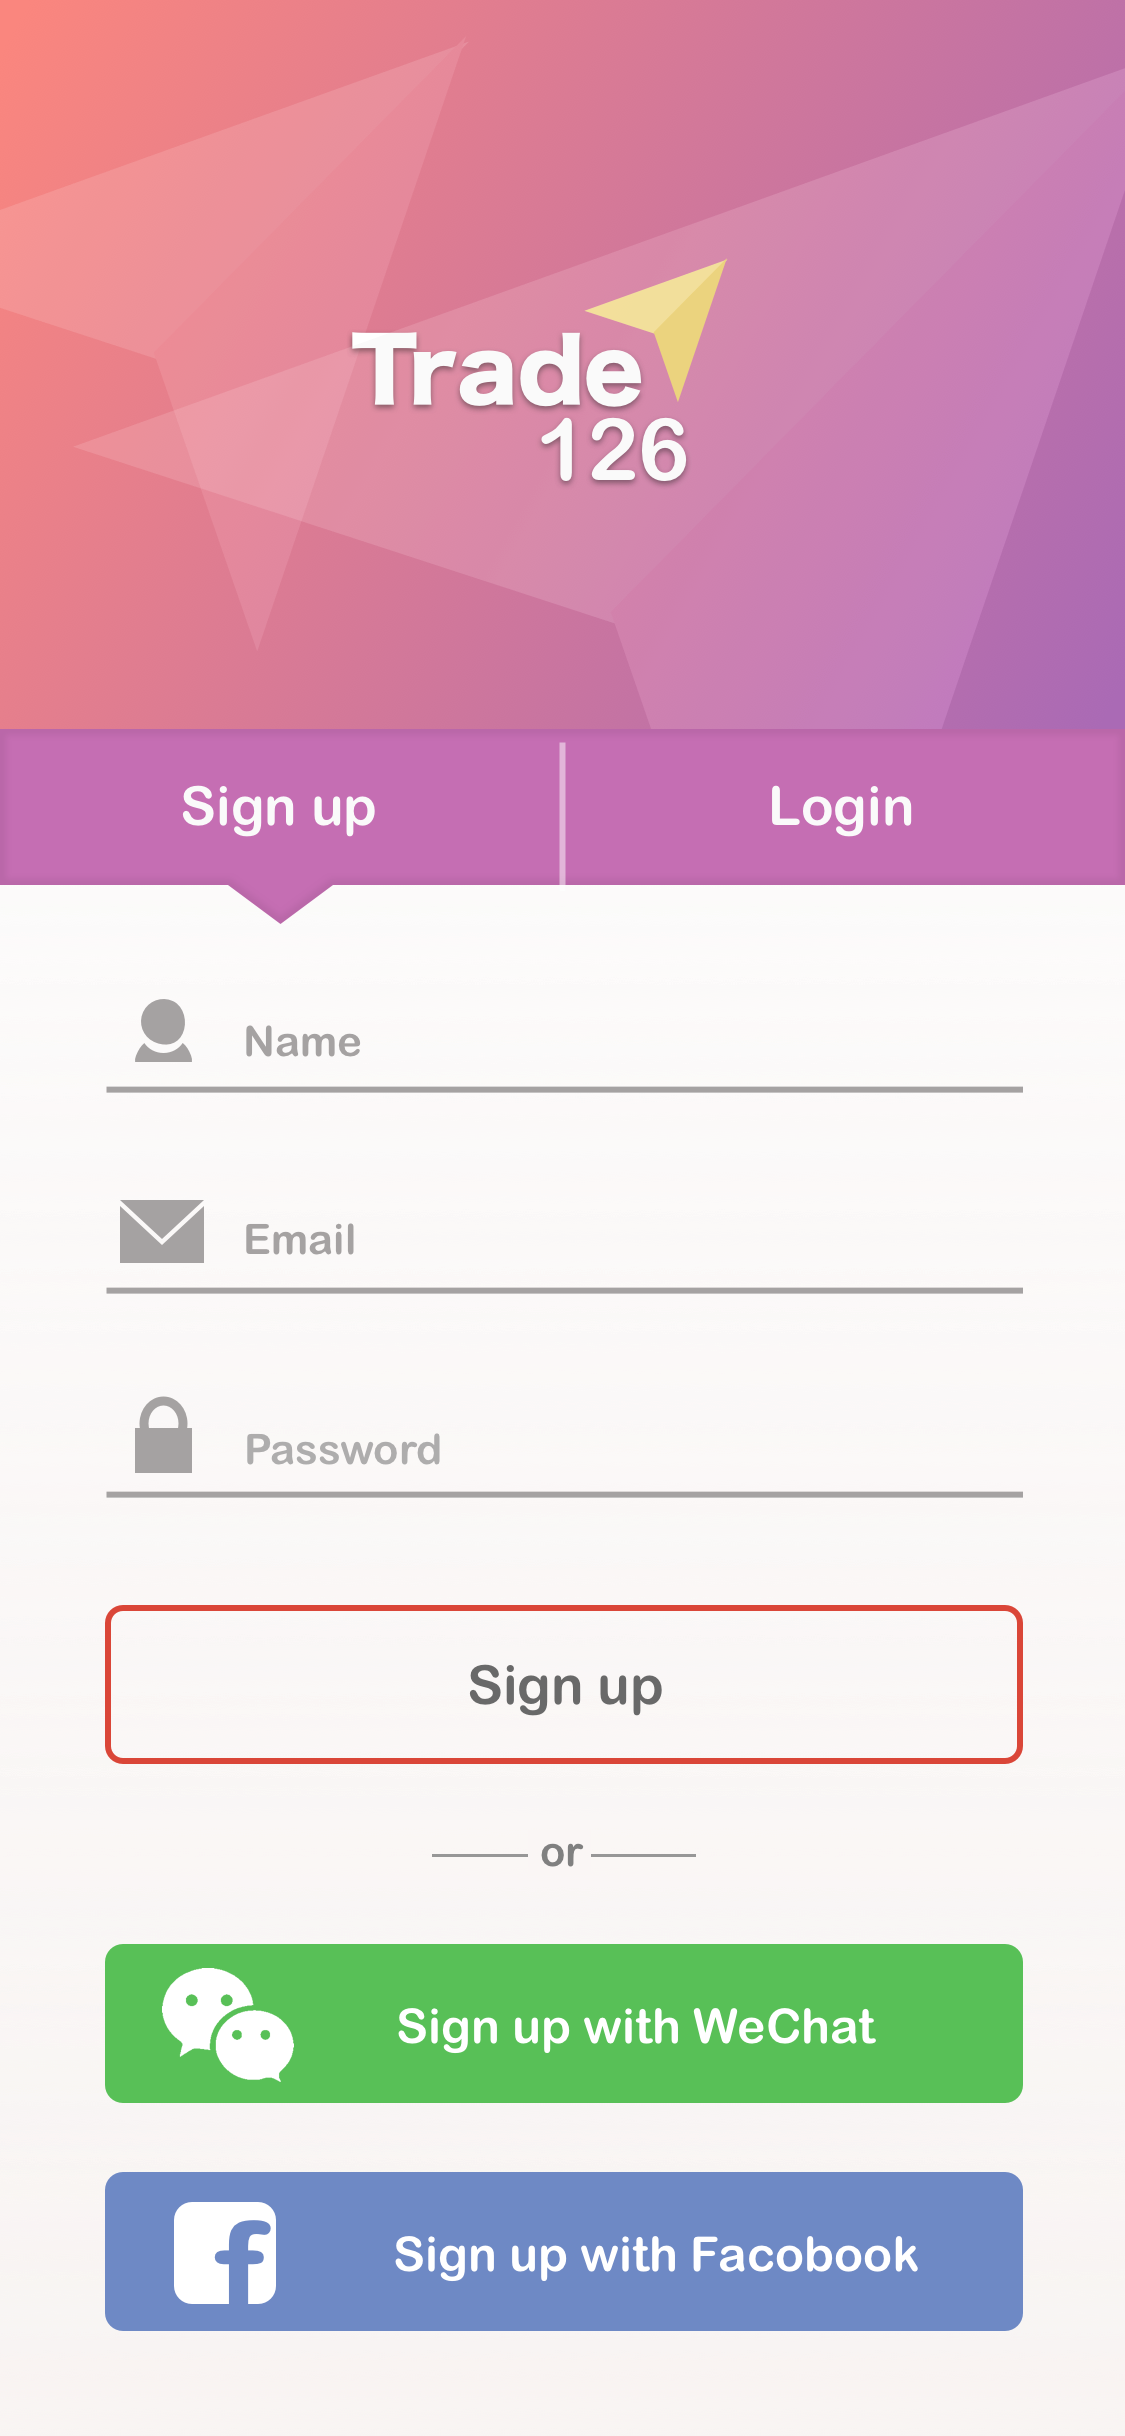 Trade
126
Sign up
Login
Name
Email
Password
Sign up
or
Sign up with WeChat
Sign up with Facobook